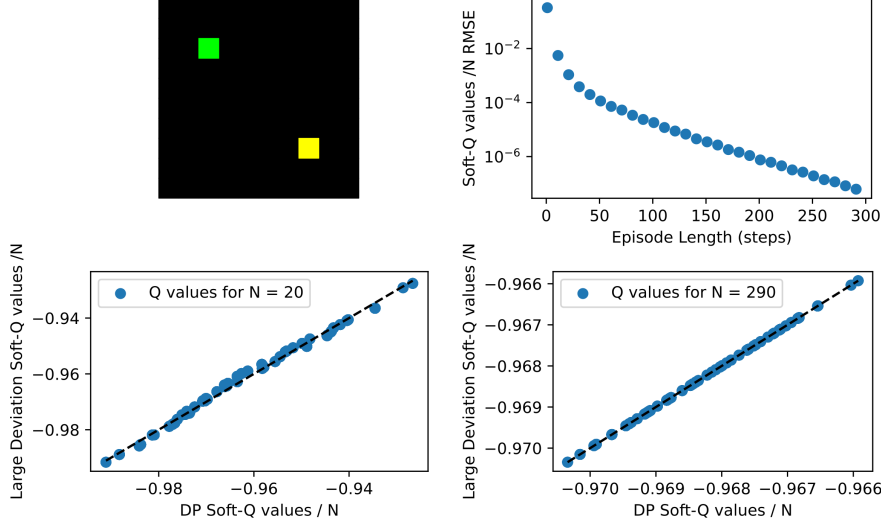 Soft-Q values /N RMSE
10⁻²
10⁻⁴
10⁻⁶
0 50 100 150 200 250 300
Episode Length (steps)
Large Deviation Soft-Q values /N
−0.94
−0.96
−0.98
Q values for N = 20
−0.98 −0.96 −0.94
DP Soft-Q values / N
Large Deviation Soft-Q values /N
−0.966
−0.967
−0.968
−0.969
−0.970
Q values for N = 290
−0.970 −0.969 −0.968 −0.967 −0.966
DP Soft-Q values / N